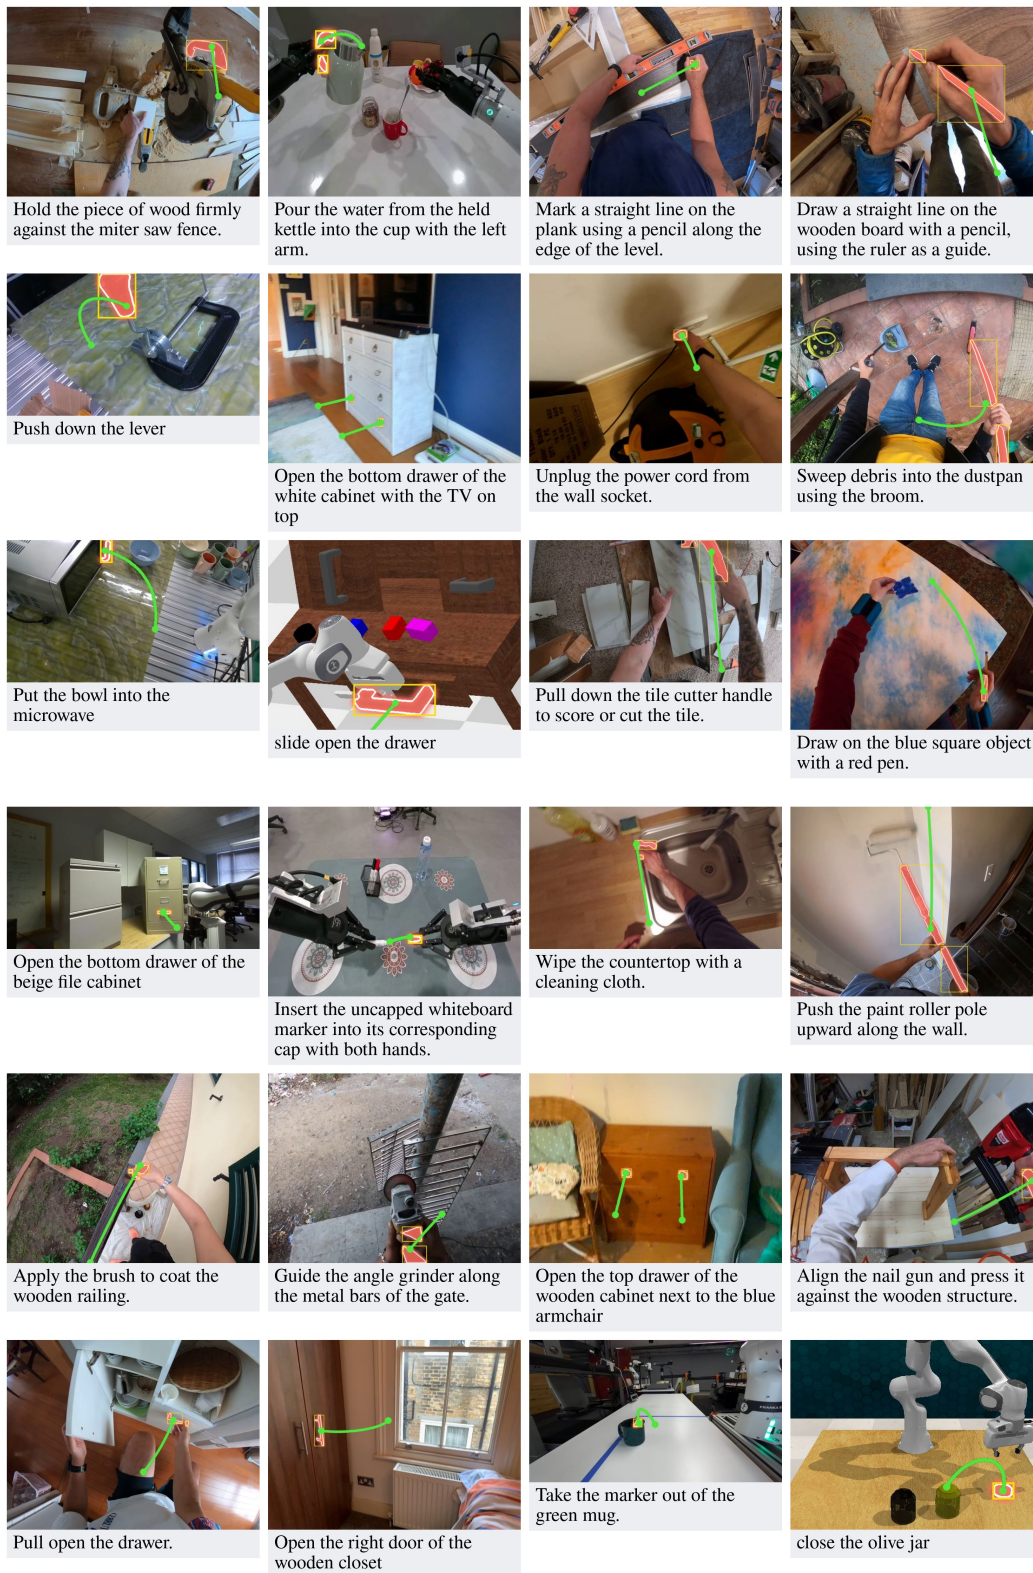 Hold the piece of wood firmly
against the miter saw fence.
Pour the water from the held
kettle into the cup with the left
arm.
Mark a straight line on the
plank using a pencil along the
edge of the level.
Draw a straight line on the
wooden board with a pencil,
using the ruler as a guide.
Push down the lever
Open the bottom drawer of the
white cabinet with the TV on
top
Unplug the power cord from
the wall socket.
Sweep debris into the dustpan
using the broom.
Put the bowl into the
microwave
slide open the drawer
Pull down the tile cutter handle
to score or cut the tile.
Draw on the blue square object
with a red pen.
Open the bottom drawer of the
beige file cabinet
Insert the uncapped whiteboard
marker into its corresponding
cap with both hands.
Wipe the countertop with a
cleaning cloth.
Push the paint roller pole
upward along the wall.
Apply the brush to coat the
wooden railing.
Guide the angle grinder along
the metal bars of the gate.
Open the top drawer of the
wooden cabinet next to the blue
armchair
Align the nail gun and press it
against the wooden structure.
Pull open the drawer.
Open the right door of the
wooden closet
Take the marker out of the
green mug.
close the olive jar